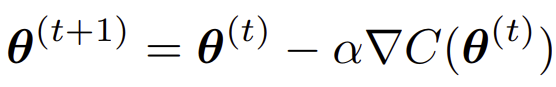 θ^(t+1) = θ^(t) − α∇C(θ^(t))